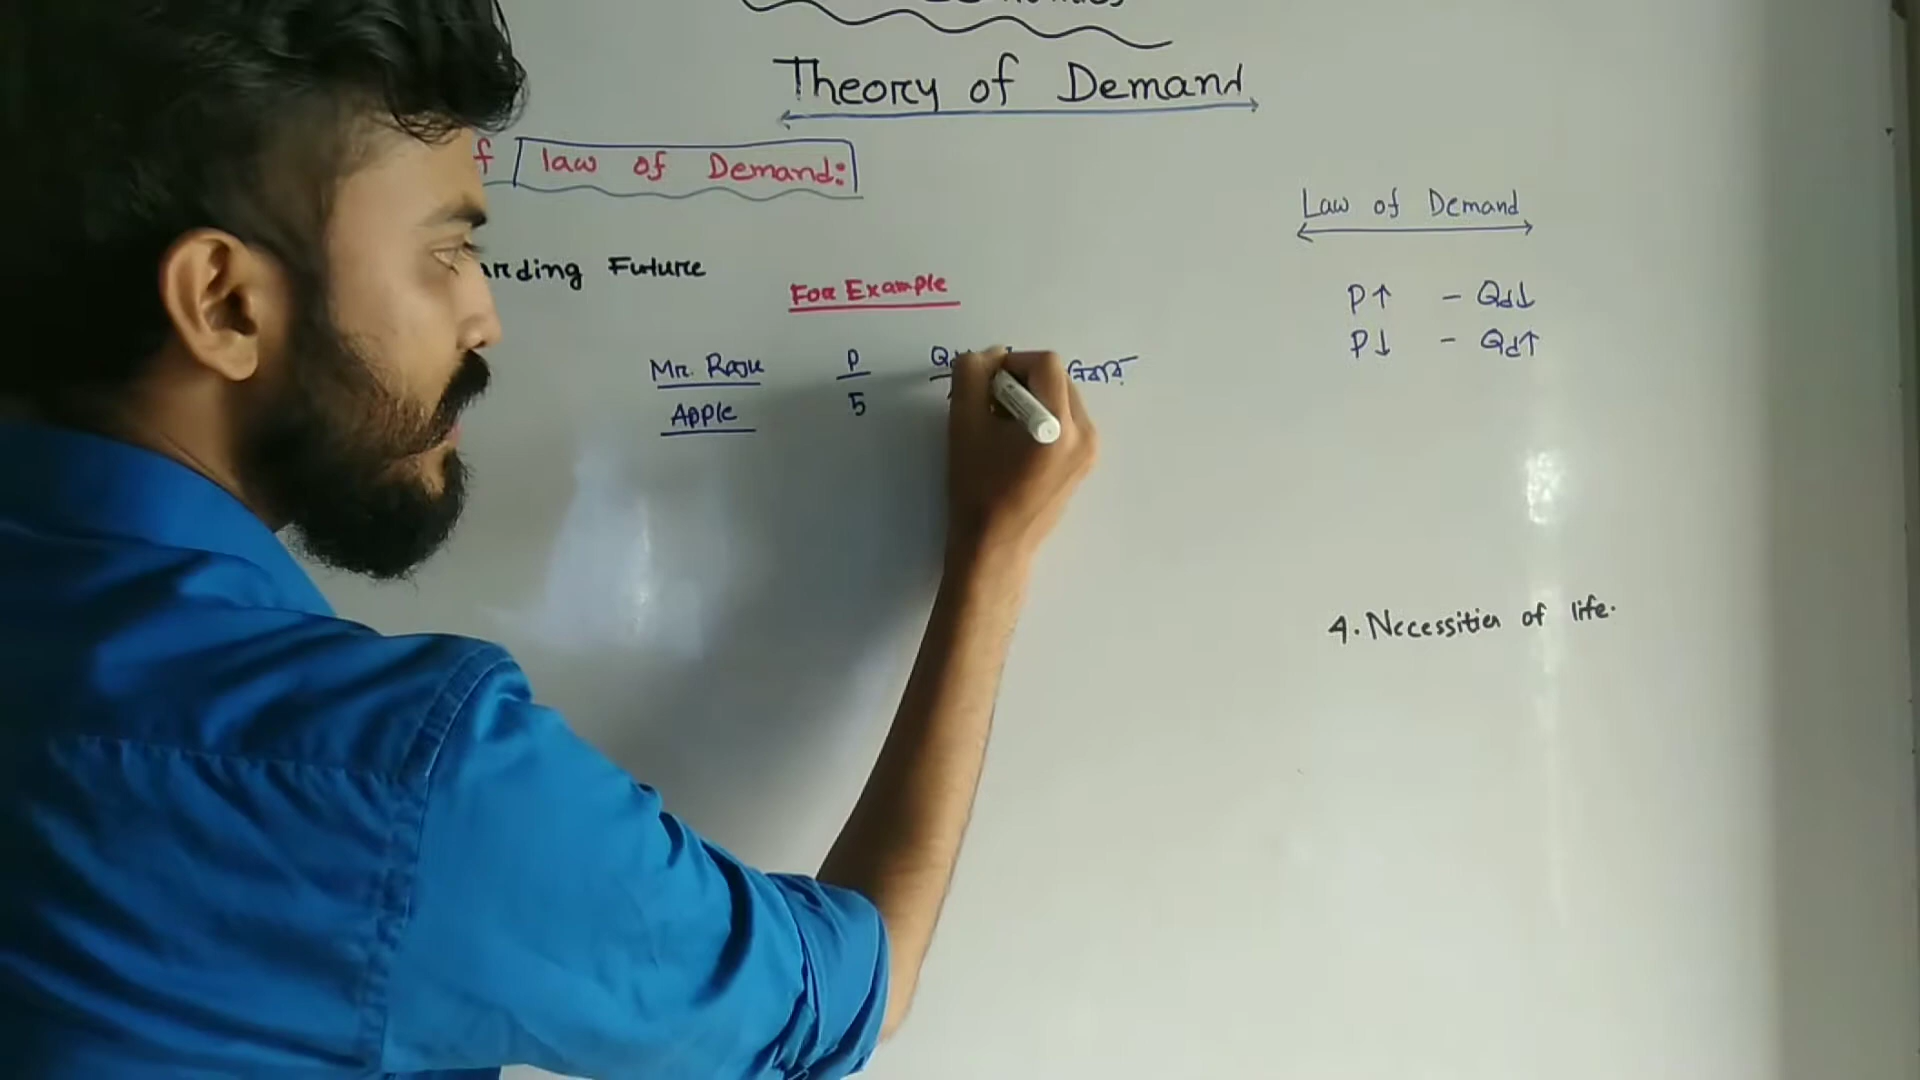 Theory of Demand
law of Demand:
Future
For Example
Mr. Raju P
Apple 5
Law of Demand
P↑ - Qd↓
P↓ - Qd↑
4. Necessities of life.